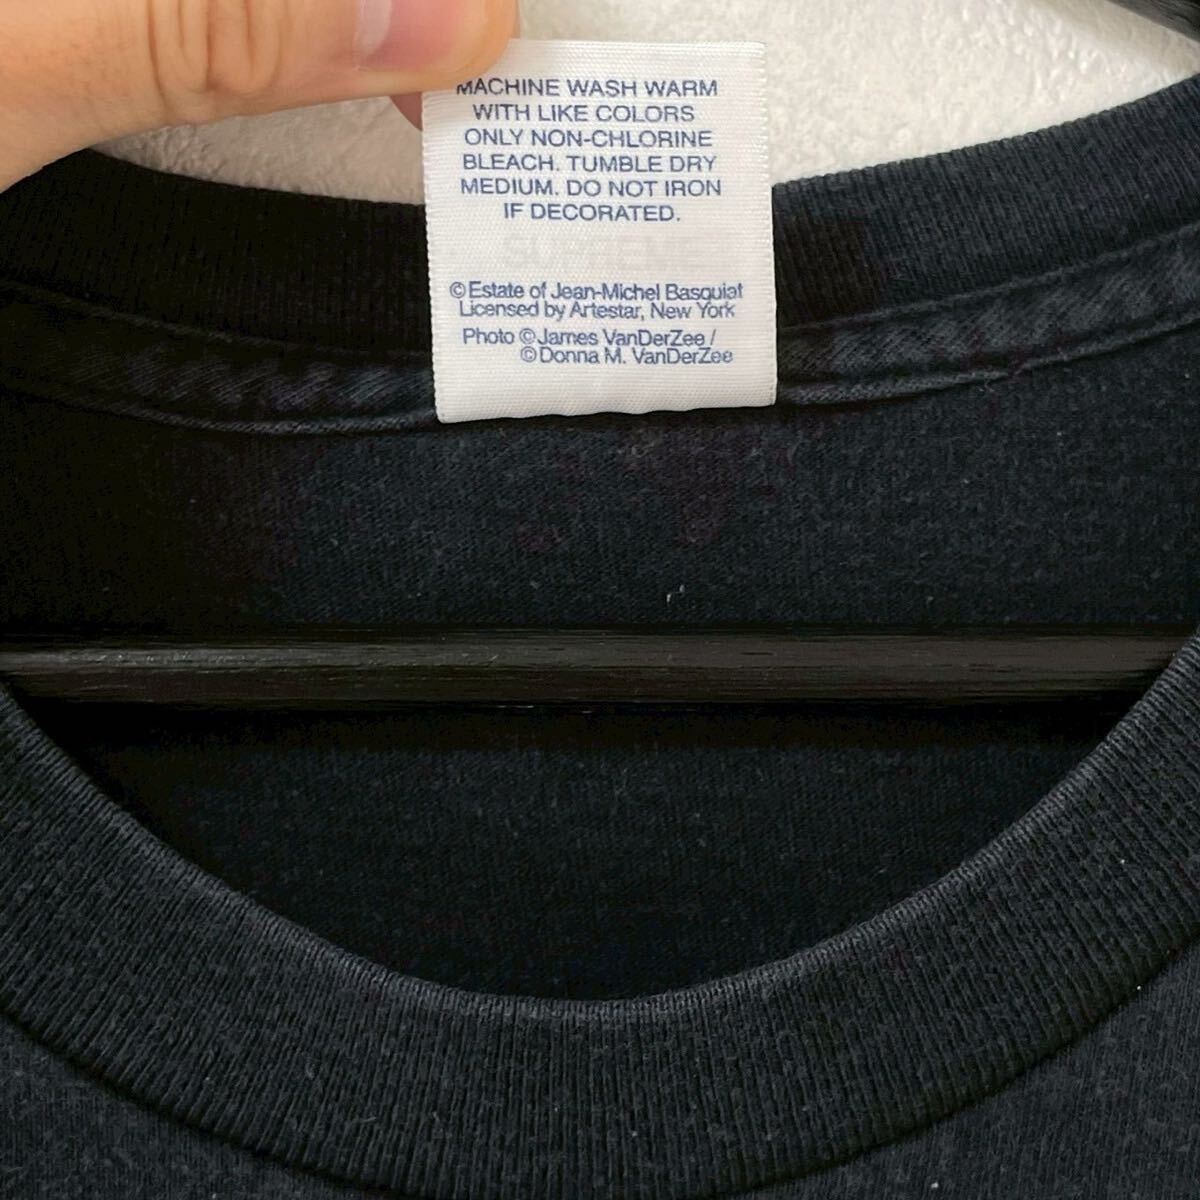 MACHINE WASH WARM
WITH LIKE COLORS
ONLY NON-CHLORINE
BLEACH. TUMBLE DRY
MEDIUM. DO NOT IRON
IF DECORATED.
SUPREME
©Estate of Jean-Michel Basquiat
Licensed by Artestar, New York
Photo ©James VanDerZee /
©Donna M. VanDerZee